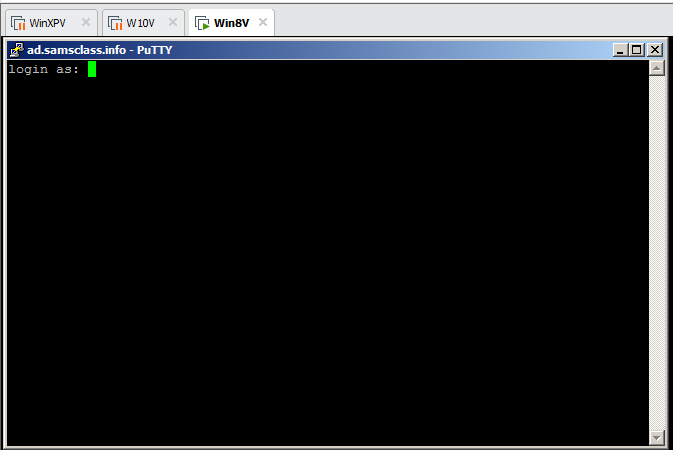 WinXPV W10V Win8V
ad.samsclass.info - PuTTY
login as: